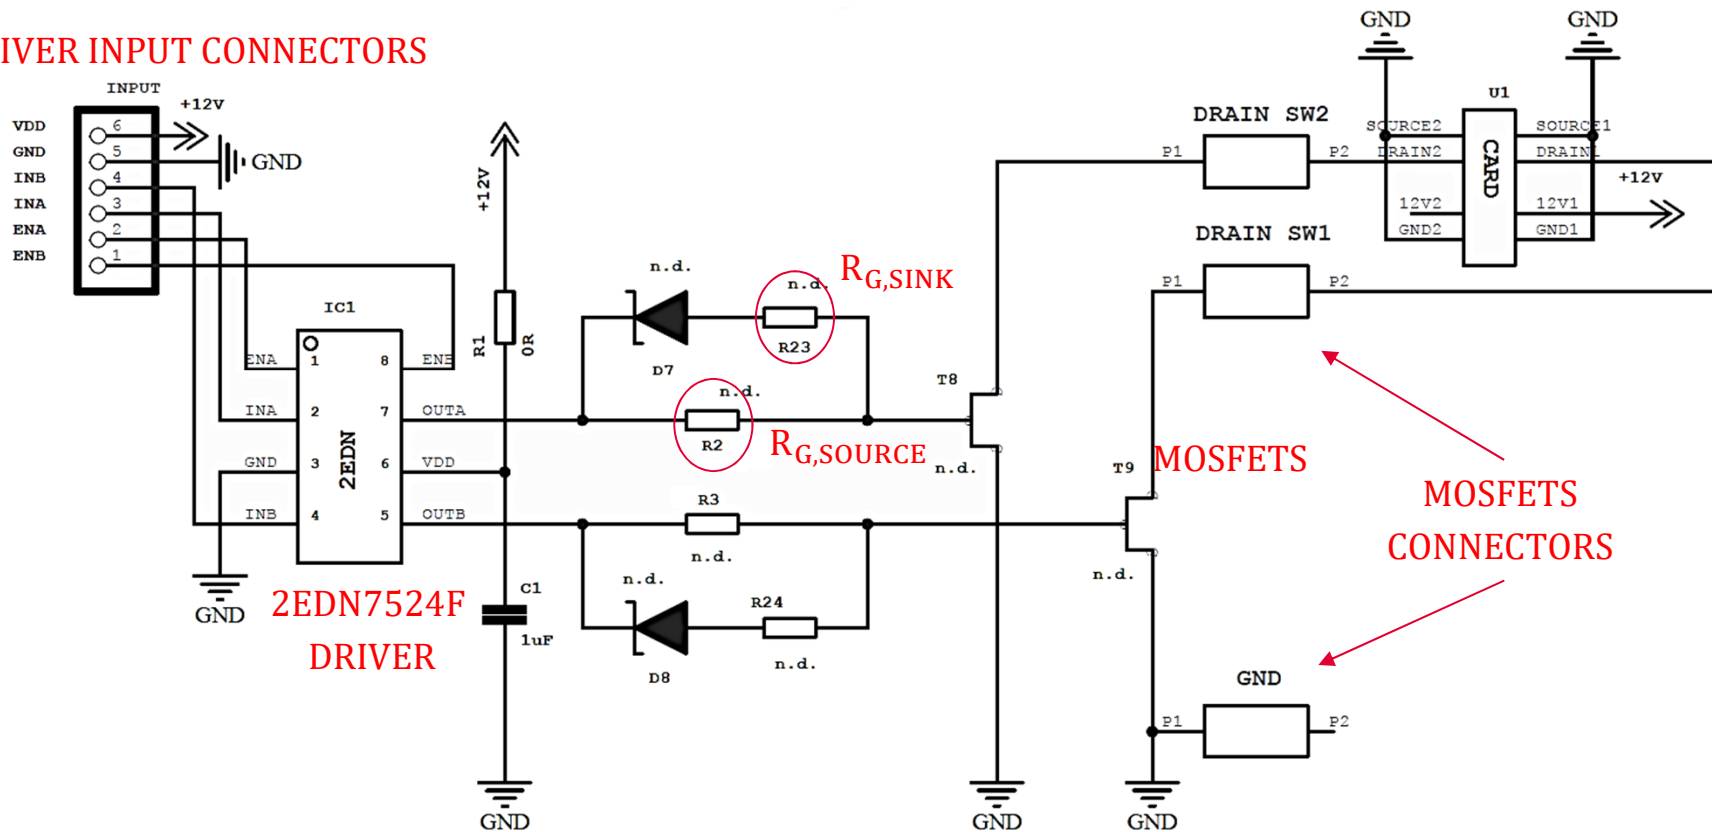 IVER INPUT CONNECTORS
INPUT
+12V
VDD
6
GND
5
GND
INB
4
INA
3
ENA
2
ENB
1
IC1
2EDN
ENA
1
8
ENB
INA
2
7
OUTA
GND
3
6
VDD
INB
4
5
OUTB
GND
2EDN7524F
DRIVER
+12V
R1
0R
C1
1uF
GND
n.d.
D7
n.d.
R23
RG,SINK
n.d.
R2
RG,SOURCE
R3
n.d.
n.d.
D8
R24
n.d.
T8
n.d.
GND
T9
n.d.
MOSFETS
GND
DRAIN SW2
P1
P2
DRAIN SW1
P1
P2
GND
GND
U1
CARD
SOURCE2
SOURCE1
DRAIN2
DRAIN1
12V2
12V1
+12V
GND2
GND1
MOSFETS
CONNECTORS
GND
P1
P2